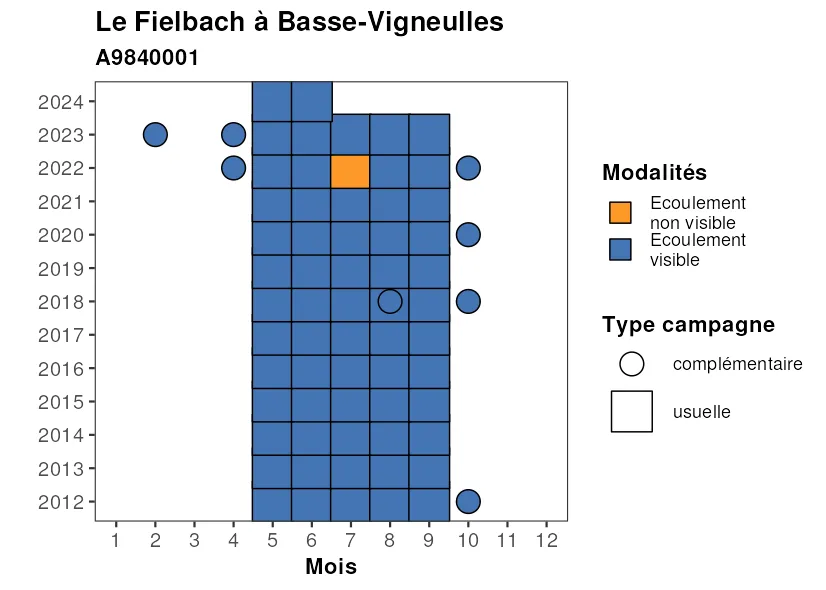 Le Fielbach à Basse-Vigneulles
A9840001
2024
2023
2022
2021
2020
2019
2018
2017
2016
2015
2014
2013
2012
1 2 3 4 5 6 7 8 9 10 11 12
Mois
Modalités
Ecoulement
non visible
Ecoulement
visible
Type campagne
complémentaire
usuelle